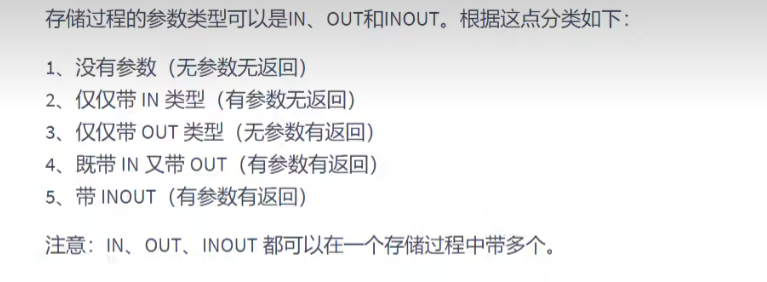 存储过程的参数类型可以是IN、OUT和INOUT。根据这点分类如下：
1、没有参数（无参数无返回）
2、仅仅带 IN 类型（有参数无返回）
3、仅仅带 OUT 类型（无参数有返回）
4、既带 IN 又带 OUT（有参数有返回）
5、带 INOUT（有参数有返回）
注意：IN、OUT、INOUT 都可以在一个存储过程中带多个。